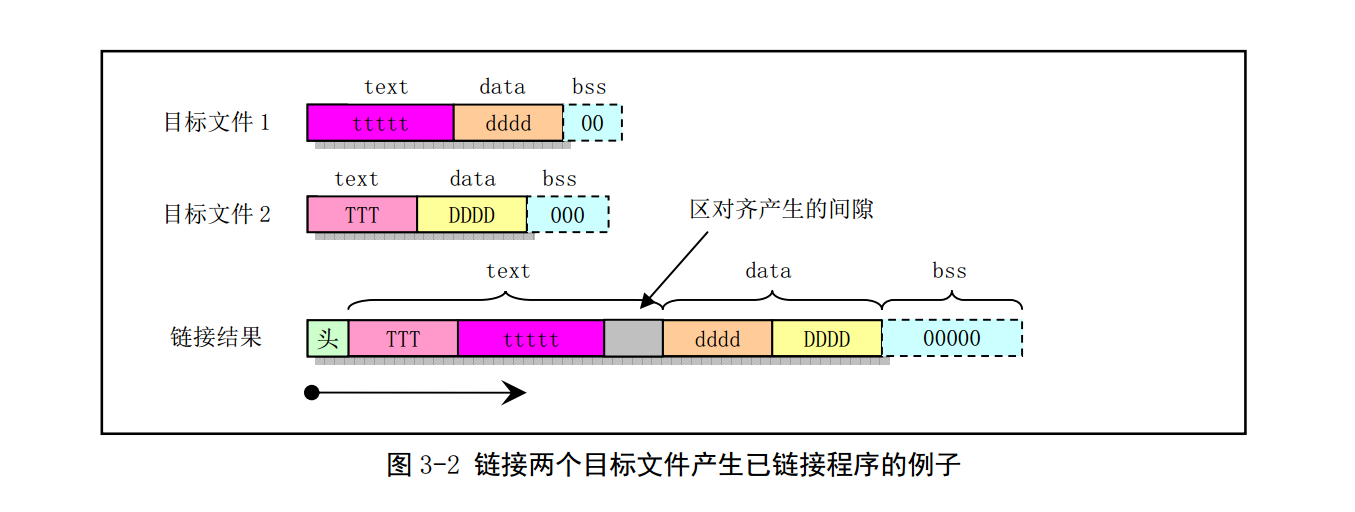 text data bss
目标文件1 ttttt dddd 00
text data bss
目标文件2 TTT DDDD 000
区对齐产生的间隙
text data bss
链接结果 头 TTT ttttt dddd DDDD 00000
图 3-2 链接两个目标文件产生已链接程序的例子